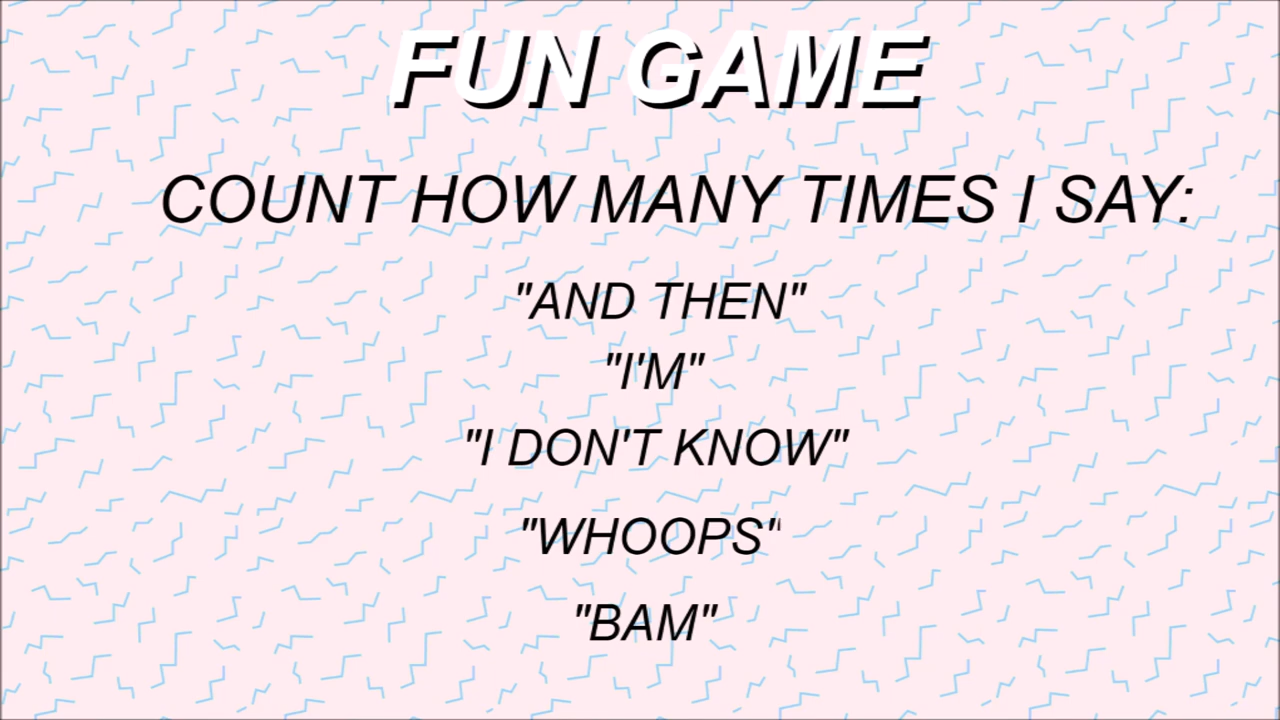 FUN GAME
COUNT HOW MANY TIMES I SAY:
"AND THEN"
"I'M"
"I DON'T KNOW"
"WHOOPS"
"BAM"